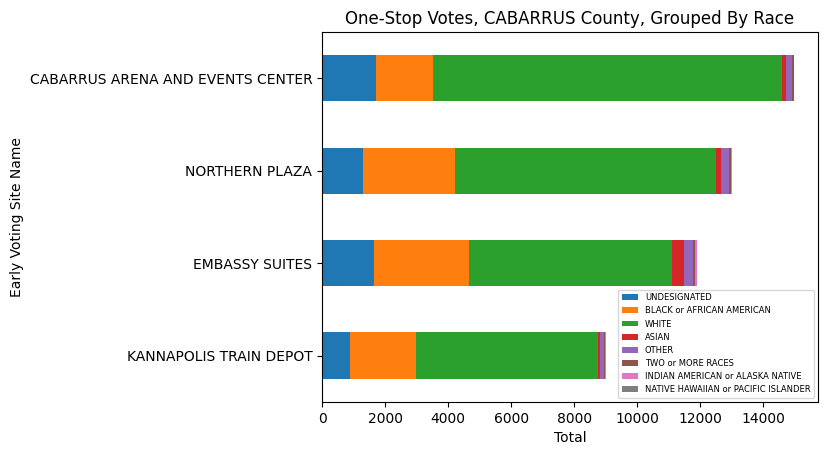 One-Stop Votes, CABARRUS County, Grouped By Race
Early Voting Site Name
CABARRUS ARENA AND EVENTS CENTER
NORTHERN PLAZA
EMBASSY SUITES
KANNAPOLIS TRAIN DEPOT
UNDESIGNATED
BLACK or AFRICAN AMERICAN
WHITE
ASIAN
OTHER
TWO or MORE RACES
INDIAN AMERICAN or ALASKA NATIVE
NATIVE HAWAIIAN or PACIFIC ISLANDER
0 2000 4000 6000 8000 10000 12000 14000
Total